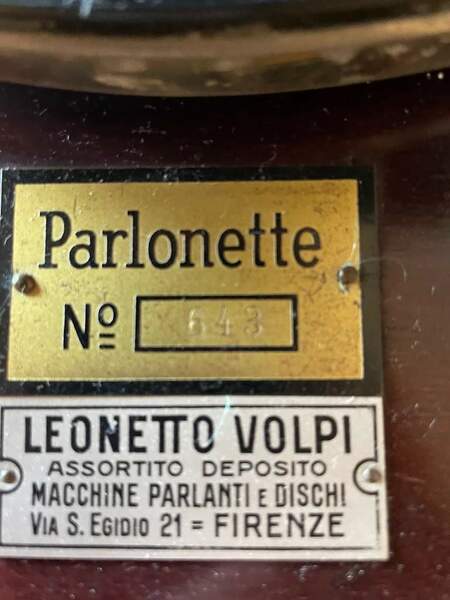 Parlonette
Nº 643
LEONETTO VOLPI
ASSORTITO DEPOSITO
MACCHINE PARLANTI E DISCHI
VIA S. EGIDIO 21 = FIRENZE